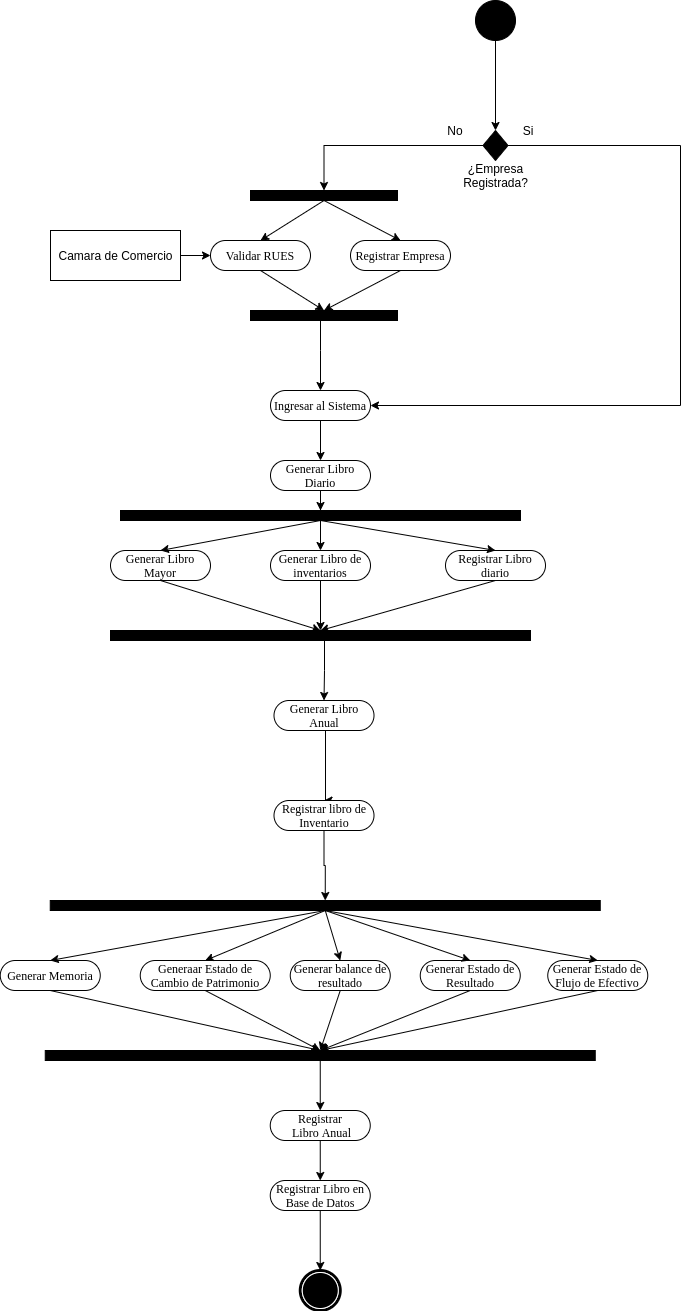 No
Si
¿Empresa
Registrada?
Camara de Comercio
Validar RUES
Registrar Empresa
Ingresar al Sistema
Generar Libro
Diario
Generar Libro
Mayor
Generar Libro de
inventarios
Registrar Libro
diario
Generar Libro
Anual
Registrar libro de
Inventario
Generar Memoria
Generaar Estado de
Cambio de Patrimonio
Generar balance de
resultado
Generar Estado de
Resultado
Generar Estado de
Flujo de Efectivo
Registrar
Libro Anual
Registrar Libro en
Base de Datos